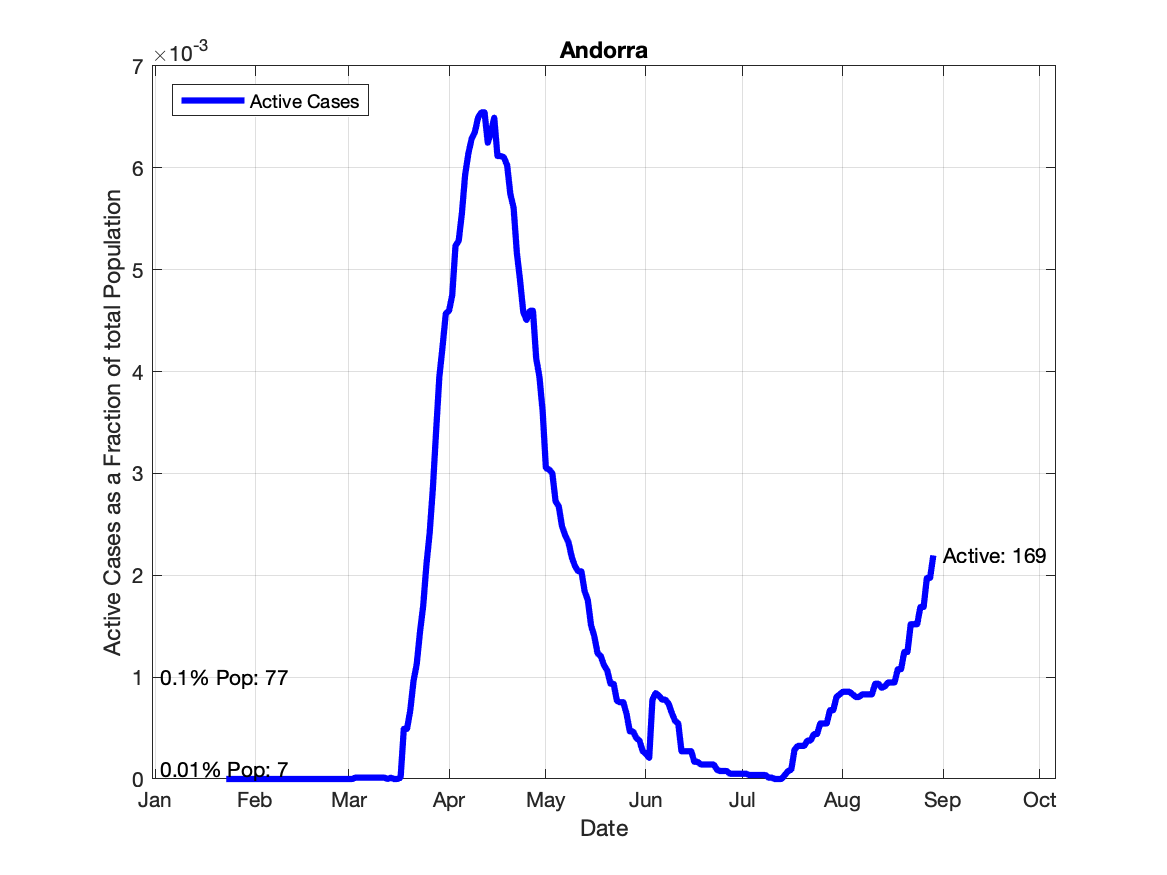 Andorra
×10-3
Active Cases
7
6
5
4
3
2
1
0
Active Cases as a Fraction of total Population
Active: 169
0.1% Pop: 77
0.01% Pop: 7
Jan Feb Mar Apr May Jun Jul Aug Sep Oct
Date